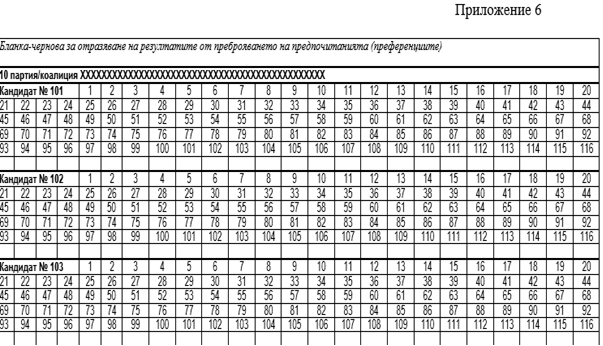 Приложение 6
Бланка-чернова за отразяване на резултатите от преброяването на предпочитанията (преференциите)
10 партия/коалиция XXXXXXXXXXXXXXXXXXXXXXXXXXXXXXXXXXXXXXXXXXXXXX
Кандидат № 101 1 2 3 4 5 6 7 8 9 10 11 12 13 14 15 16 17 18 19 20
21 22 23 24 25 26 27 28 29 30 31 32 33 34 35 36 37 38 39 40 41 42 43 44
45 46 47 48 49 50 51 52 53 54 55 56 57 58 59 60 61 62 63 64 65 66 67 68
69 70 71 72 73 74 75 76 77 78 79 80 81 82 83 84 85 86 87 88 89 90 91 92
93 94 95 96 97 98 99 100 101 102 103 104 105 106 107 108 109 110 111 112 113 114 115 116
Кандидат № 102 1 2 3 4 5 6 7 8 9 10 11 12 13 14 15 16 17 18 19 20
21 22 23 24 25 26 27 28 29 30 31 32 33 34 35 36 37 38 39 40 41 42 43 44
45 46 47 48 49 50 51 52 53 54 55 56 57 58 59 60 61 62 63 64 65 66 67 68
69 70 71 72 73 74 75 76 77 78 79 80 81 82 83 84 85 86 87 88 89 90 91 92
93 94 95 96 97 98 99 100 101 102 103 104 105 106 107 108 109 110 111 112 113 114 115 116
Кандидат № 103 1 2 3 4 5 6 7 8 9 10 11 12 13 14 15 16 17 18 19 20
21 22 23 24 25 26 27 28 29 30 31 32 33 34 35 36 37 38 39 40 41 42 43 44
45 46 47 48 49 50 51 52 53 54 55 56 57 58 59 60 61 62 63 64 65 66 67 68
69 70 71 72 73 74 75 76 77 78 79 80 81 82 83 84 85 86 87 88 89 90 91 92
93 94 95 96 97 98 99 100 101 102 103 104 105 106 107 108 109 110 111 112 113 114 115 116